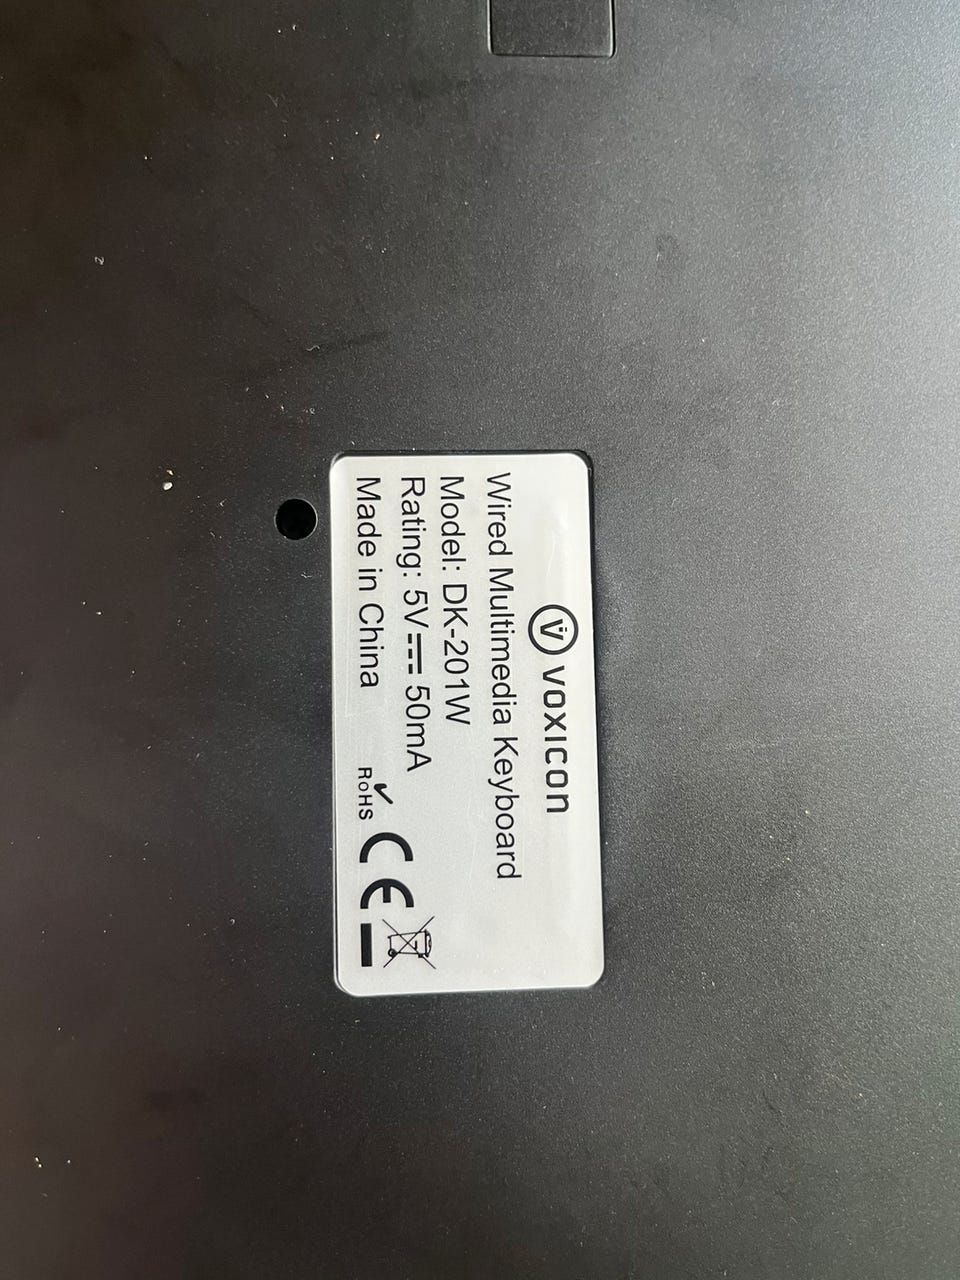 VOXICON
Wired Multimedia Keyboard
Model: DK-201W
Rating: 5V⎓50mA
Made in China
RoHS CE